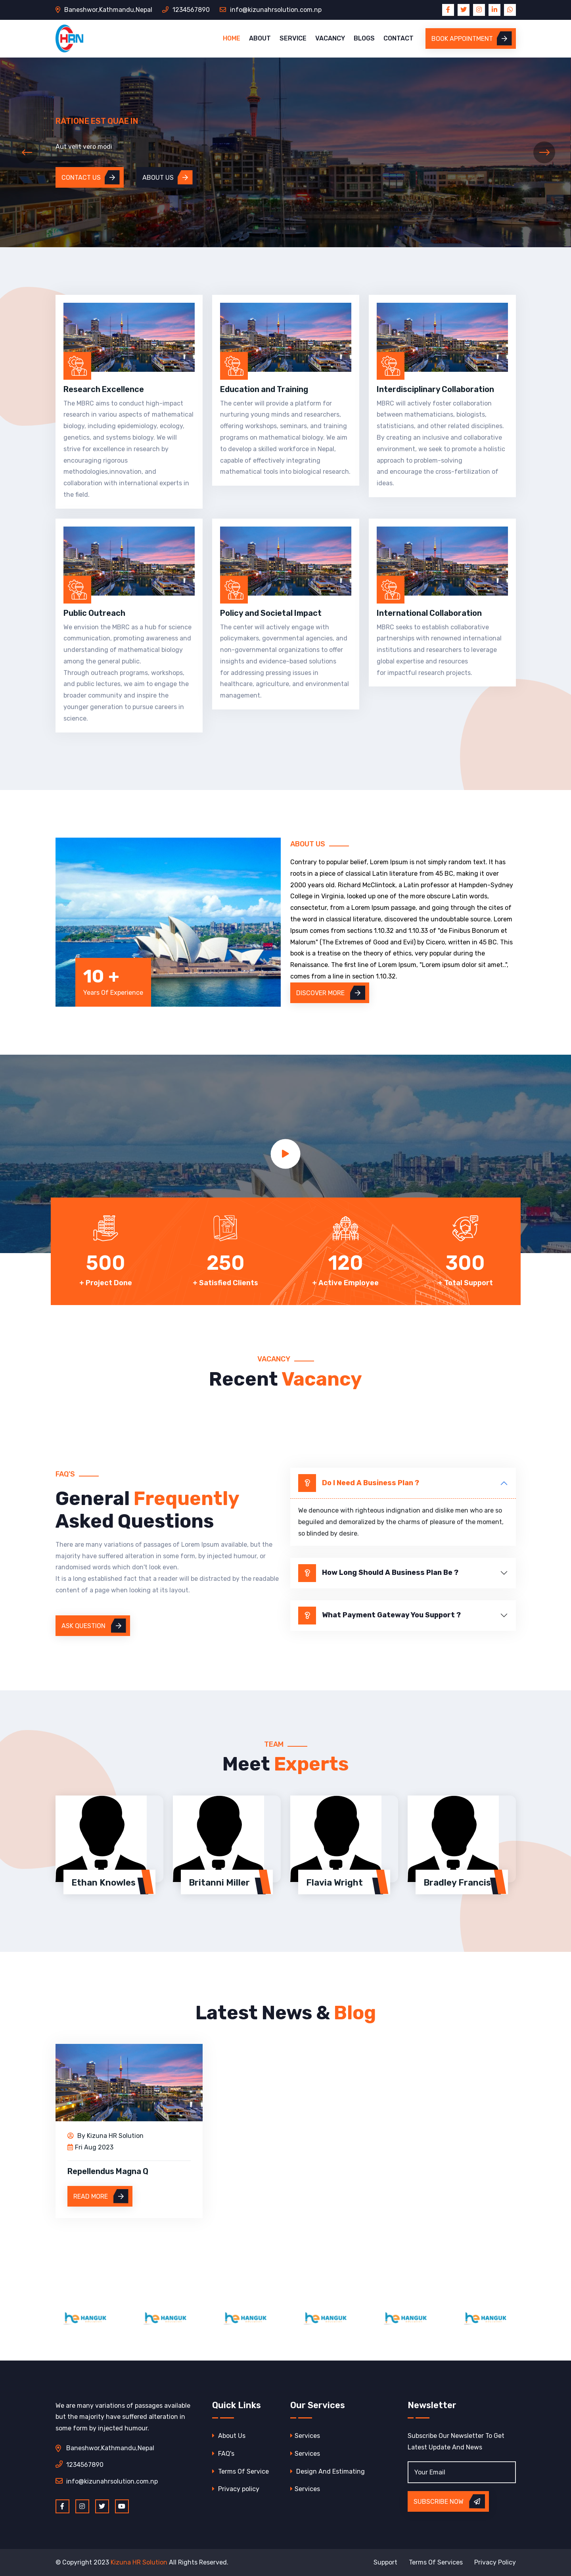 Baneshwor,Kathmandu,Nepal 1234567890 info@kizunahrsolution.com.np
HRN HOME ABOUT SERVICE VACANCY BLOGS CONTACT BOOK APPOINTMENT
RATIONE EST QUAE IN
Aut velit vero modi
CONTACT US ABOUT US
Research Excellence
The MBRC aims to conduct high-impact
research in various aspects of mathematical
biology, including epidemiology, ecology,
genetics, and systems biology. We will
strive for excellence in research by
encouraging rigorous
methodologies,innovation, and
collaboration with international experts in
the field.
Education and Training
The center will provide a platform for
nurturing young minds and researchers,
offering workshops, seminars, and training
programs on mathematical biology. We aim
to develop a skilled workforce in Nepal,
capable of effectively integrating
mathematical tools into biological research.
Interdisciplinary Collaboration
MBRC will actively foster collaboration
between mathematicians, biologists,
statisticians, and other related disciplines.
By creating an inclusive and collaborative
environment, we seek to promote a holistic
approach to problem-solving
and encourage the cross-fertilization of
ideas.
Public Outreach
We envision the MBRC as a hub for science
communication, promoting awareness and
understanding of mathematical biology
among the general public.
Through outreach programs, workshops,
and public lectures, we aim to engage the
broader community and inspire the
younger generation to pursue careers in
science.
Policy and Societal Impact
The center will actively engage with
policymakers, governmental agencies, and
non-governmental organizations to offer
insights and evidence-based solutions
for addressing pressing issues in
healthcare, agriculture, and environmental
management.
International Collaboration
MBRC seeks to establish collaborative
partnerships with renowned international
institutions and researchers to leverage
global expertise and resources
for impactful research projects.
10 +
Years Of Experience
ABOUT US
Contrary to popular belief, Lorem Ipsum is not simply random text. It has
roots in a piece of classical Latin literature from 45 BC, making it over
2000 years old. Richard McClintock, a Latin professor at Hampden-Sydney
College in Virginia, looked up one of the more obscure Latin words,
consectetur, from a Lorem Ipsum passage, and going through the cites of
the word in classical literature, discovered the undoubtable source. Lorem
Ipsum comes from sections 1.10.32 and 1.10.33 of "de Finibus Bonorum et
Malorum" (The Extremes of Good and Evil) by Cicero, written in 45 BC. This
book is a treatise on the theory of ethics, very popular during the
Renaissance. The first line of Lorem Ipsum, "Lorem ipsum dolor sit amet..",
comes from a line in section 1.10.32.
DISCOVER MORE
500
+ Project Done
250
+ Satisfied Clients
120
+ Active Employee
300
+ Total Support
VACANCY
Recent Vacancy
FAQ'S
General Frequently
Asked Questions
There are many variations of passages of Lorem Ipsum available, but the
majority have suffered alteration in some form, by injected humour, or
randomised words which don't look even.
It is a long established fact that a reader will be distracted by the readable
content of a page when looking at its layout.
ASK QUESTION
Do I Need A Business Plan ?
We denounce with righteous indignation and dislike men who are so
beguiled and demoralized by the charms of pleasure of the moment,
so blinded by desire.
How Long Should A Business Plan Be ?
What Payment Gateway You Support ?
TEAM
Meet Experts
Ethan Knowles
Britanni Miller
Flavia Wright
Bradley Francis
Latest News & Blog
By Kizuna HR Solution
Fri Aug 2023
Repellendus Magna Q
READ MORE
he HANGUK he HANGUK he HANGUK he HANGUK he HANGUK he HANGUK
We are many variations of passages available
but the majority have suffered alteration in
some form by injected humour.
Baneshwor,Kathmandu,Nepal
1234567890
info@kizunahrsolution.com.np
Quick Links
About Us
FAQ's
Terms Of Service
Privacy policy
Our Services
Services
Services
Design And Estimating
Services
Newsletter
Subscribe Our Newsletter To Get
Latest Update And News
Your Email
SUBSCRIBE NOW
© Copyright 2023 Kizuna HR Solution All Rights Reserved.
Support Terms Of Services Privacy Policy